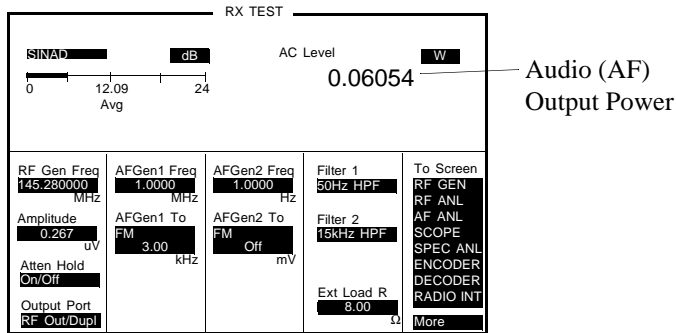 RX TEST
SINAD
dB
AC Level
W
0.06054
0
12.09
24
Avg
Audio (AF)
Output Power
RF Gen Freq
145.280000
MHz
Amplitude
0.267
uV
Atten Hold
On/Off
Output Port
RF Out/Dupl
AFGen1 Freq
1.0000
MHz
AFGen1 To
FM
3.00
kHz
AFGen2 Freq
1.0000
Hz
AFGen2 To
FM
Off
mV
Filter 1
50Hz HPF
Filter 2
15kHz HPF
Ext Load R
8.00
Ω
To Screen
RF GEN
RF ANL
AF ANL
SCOPE
SPEC ANL
ENCODER
DECODER
RADIO INT
More